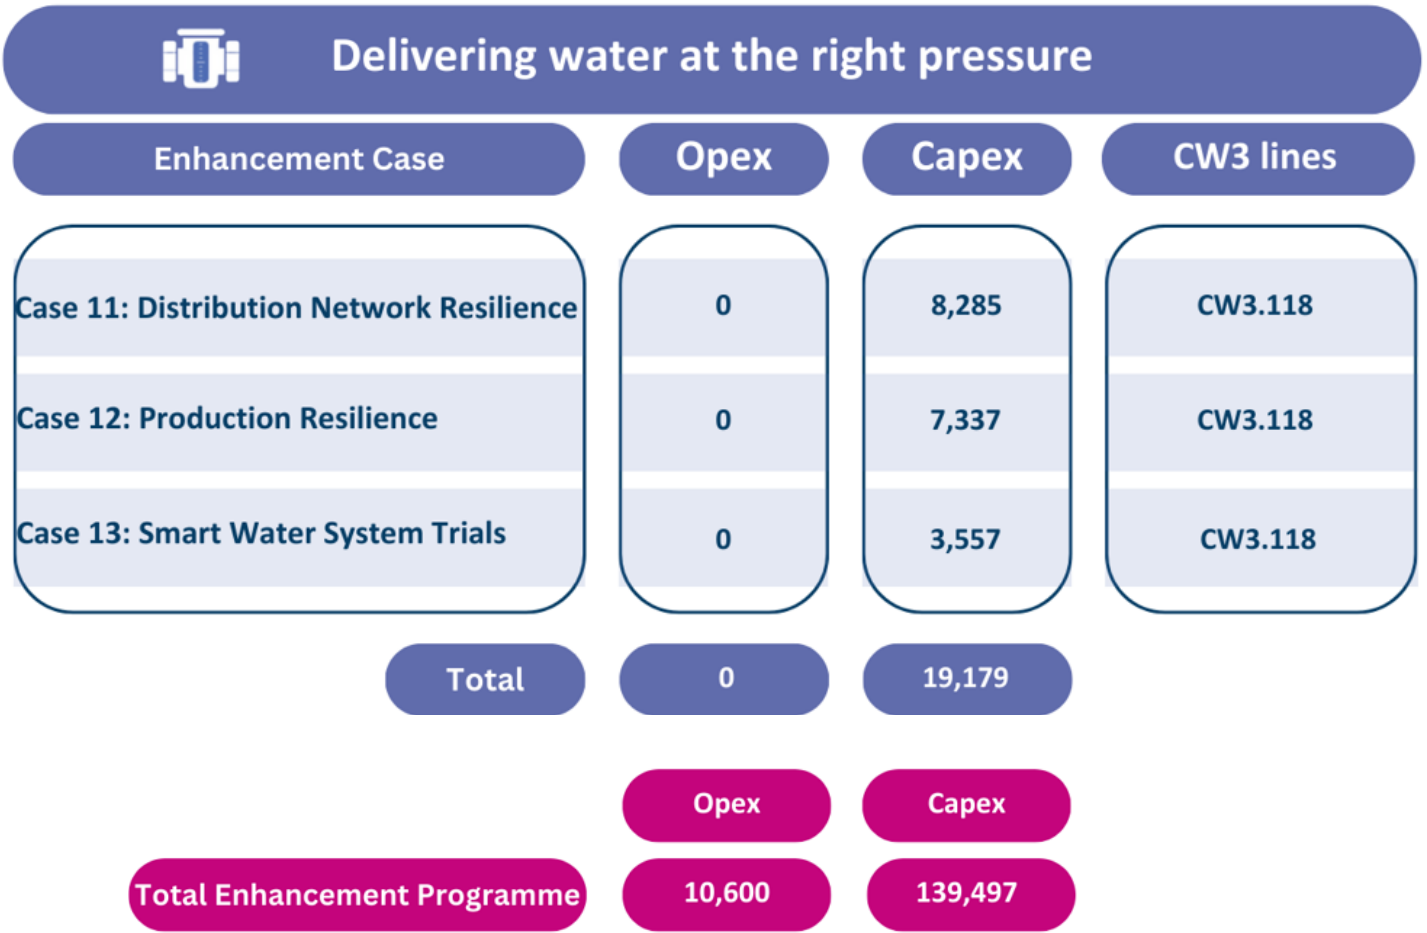 Delivering water at the right pressure
Enhancement Case Opex Capex CW3 lines
Case 11: Distribution Network Resilience 0 8,285 CW3.118
Case 12: Production Resilience 0 7,337 CW3.118
Case 13: Smart Water System Trials 0 3,557 CW3.118
Total 0 19,179
Opex Capex
Total Enhancement Programme 10,600 139,497